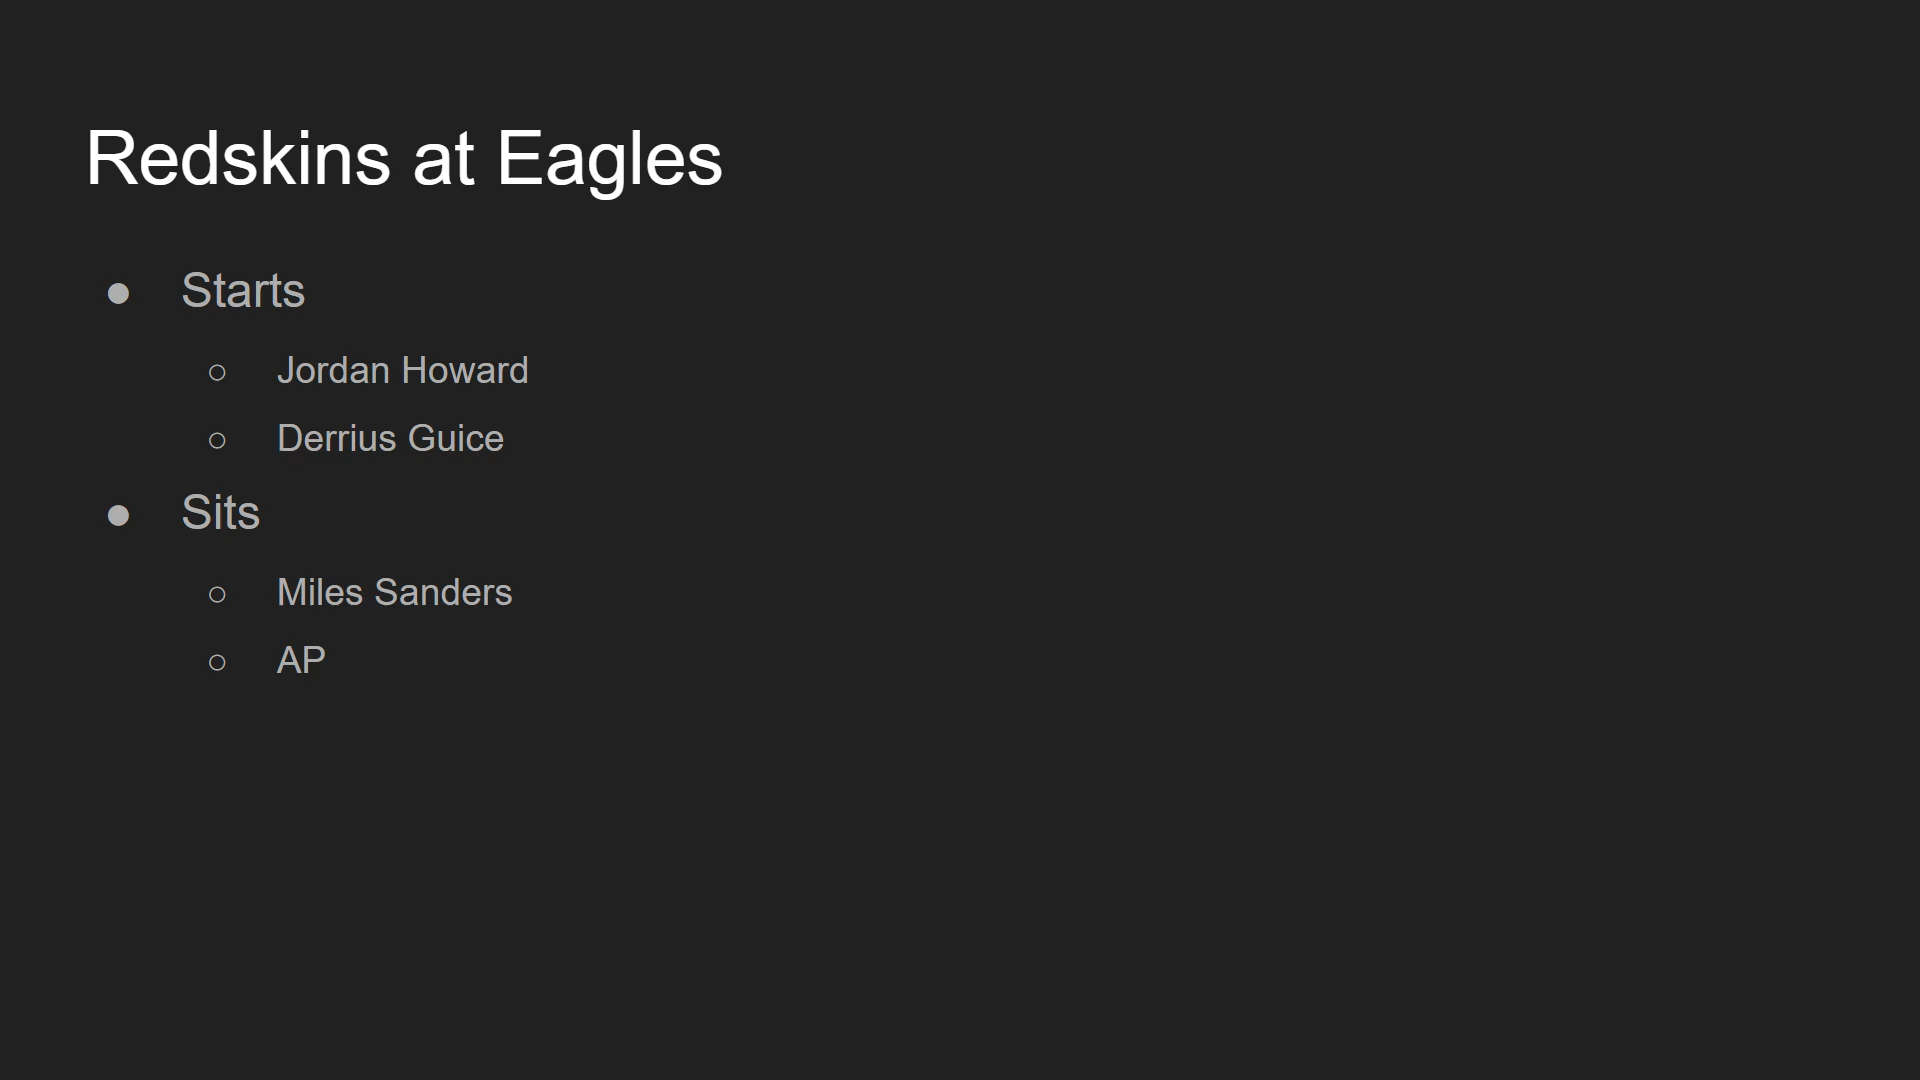 Redskins at Eagles
● Starts
○ Jordan Howard
○ Derrius Guice
● Sits
○ Miles Sanders
○ AP